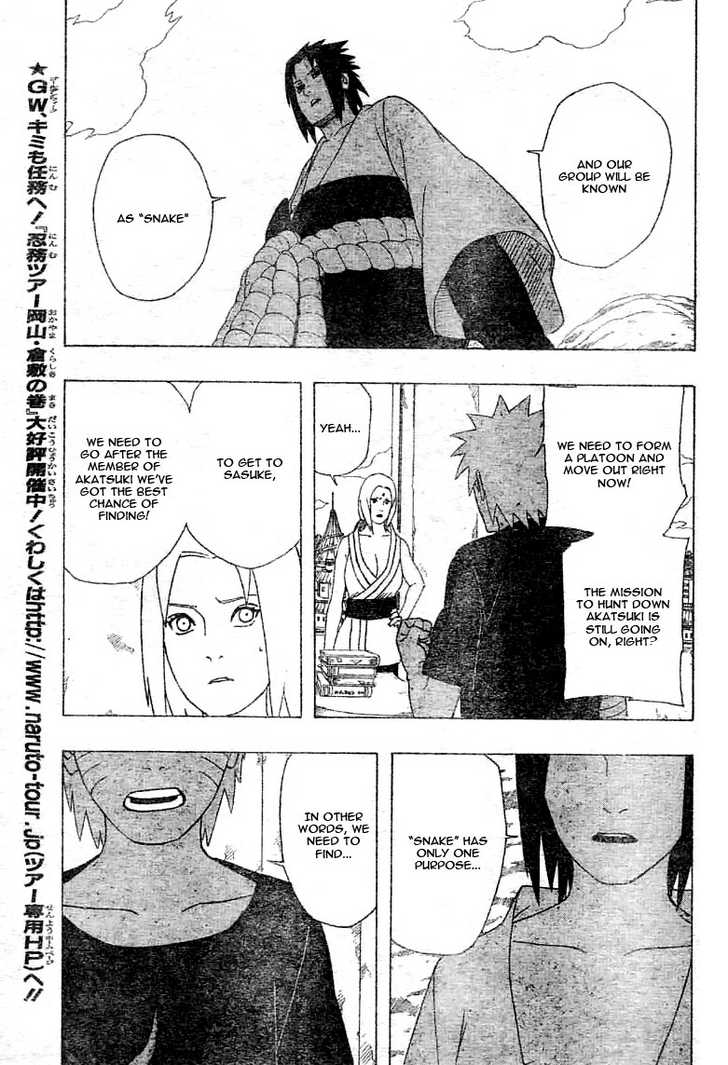 AND OUR
GROUP WILL BE
KNOWN
AS "SNAKE"
WE NEED TO FORM
A PLATOON AND
MOVE OUT RIGHT
NOW!
THE MISSION
TO HUNT DOWN
AKATSUKI IS
STILL GOING
ON, RIGHT?
YEAH...
TO GET TO
SASUKE,
WE NEED TO
GO AFTER THE
MEMBER OF
AKATSUKI WE'VE
GOT THE BEST
CHANCE OF
FINDING!
"SNAKE" HAS
ONLY ONE
PURPOSE...
IN OTHER
WORDS, WE
NEED TO
FIND...
★GW・キミも任務へ!『忍務ツアー岡山・倉敷の巻』大好評開催中!くわしくはhttp://www.naruto-tour.jp(ツアー専用HP)へ!!